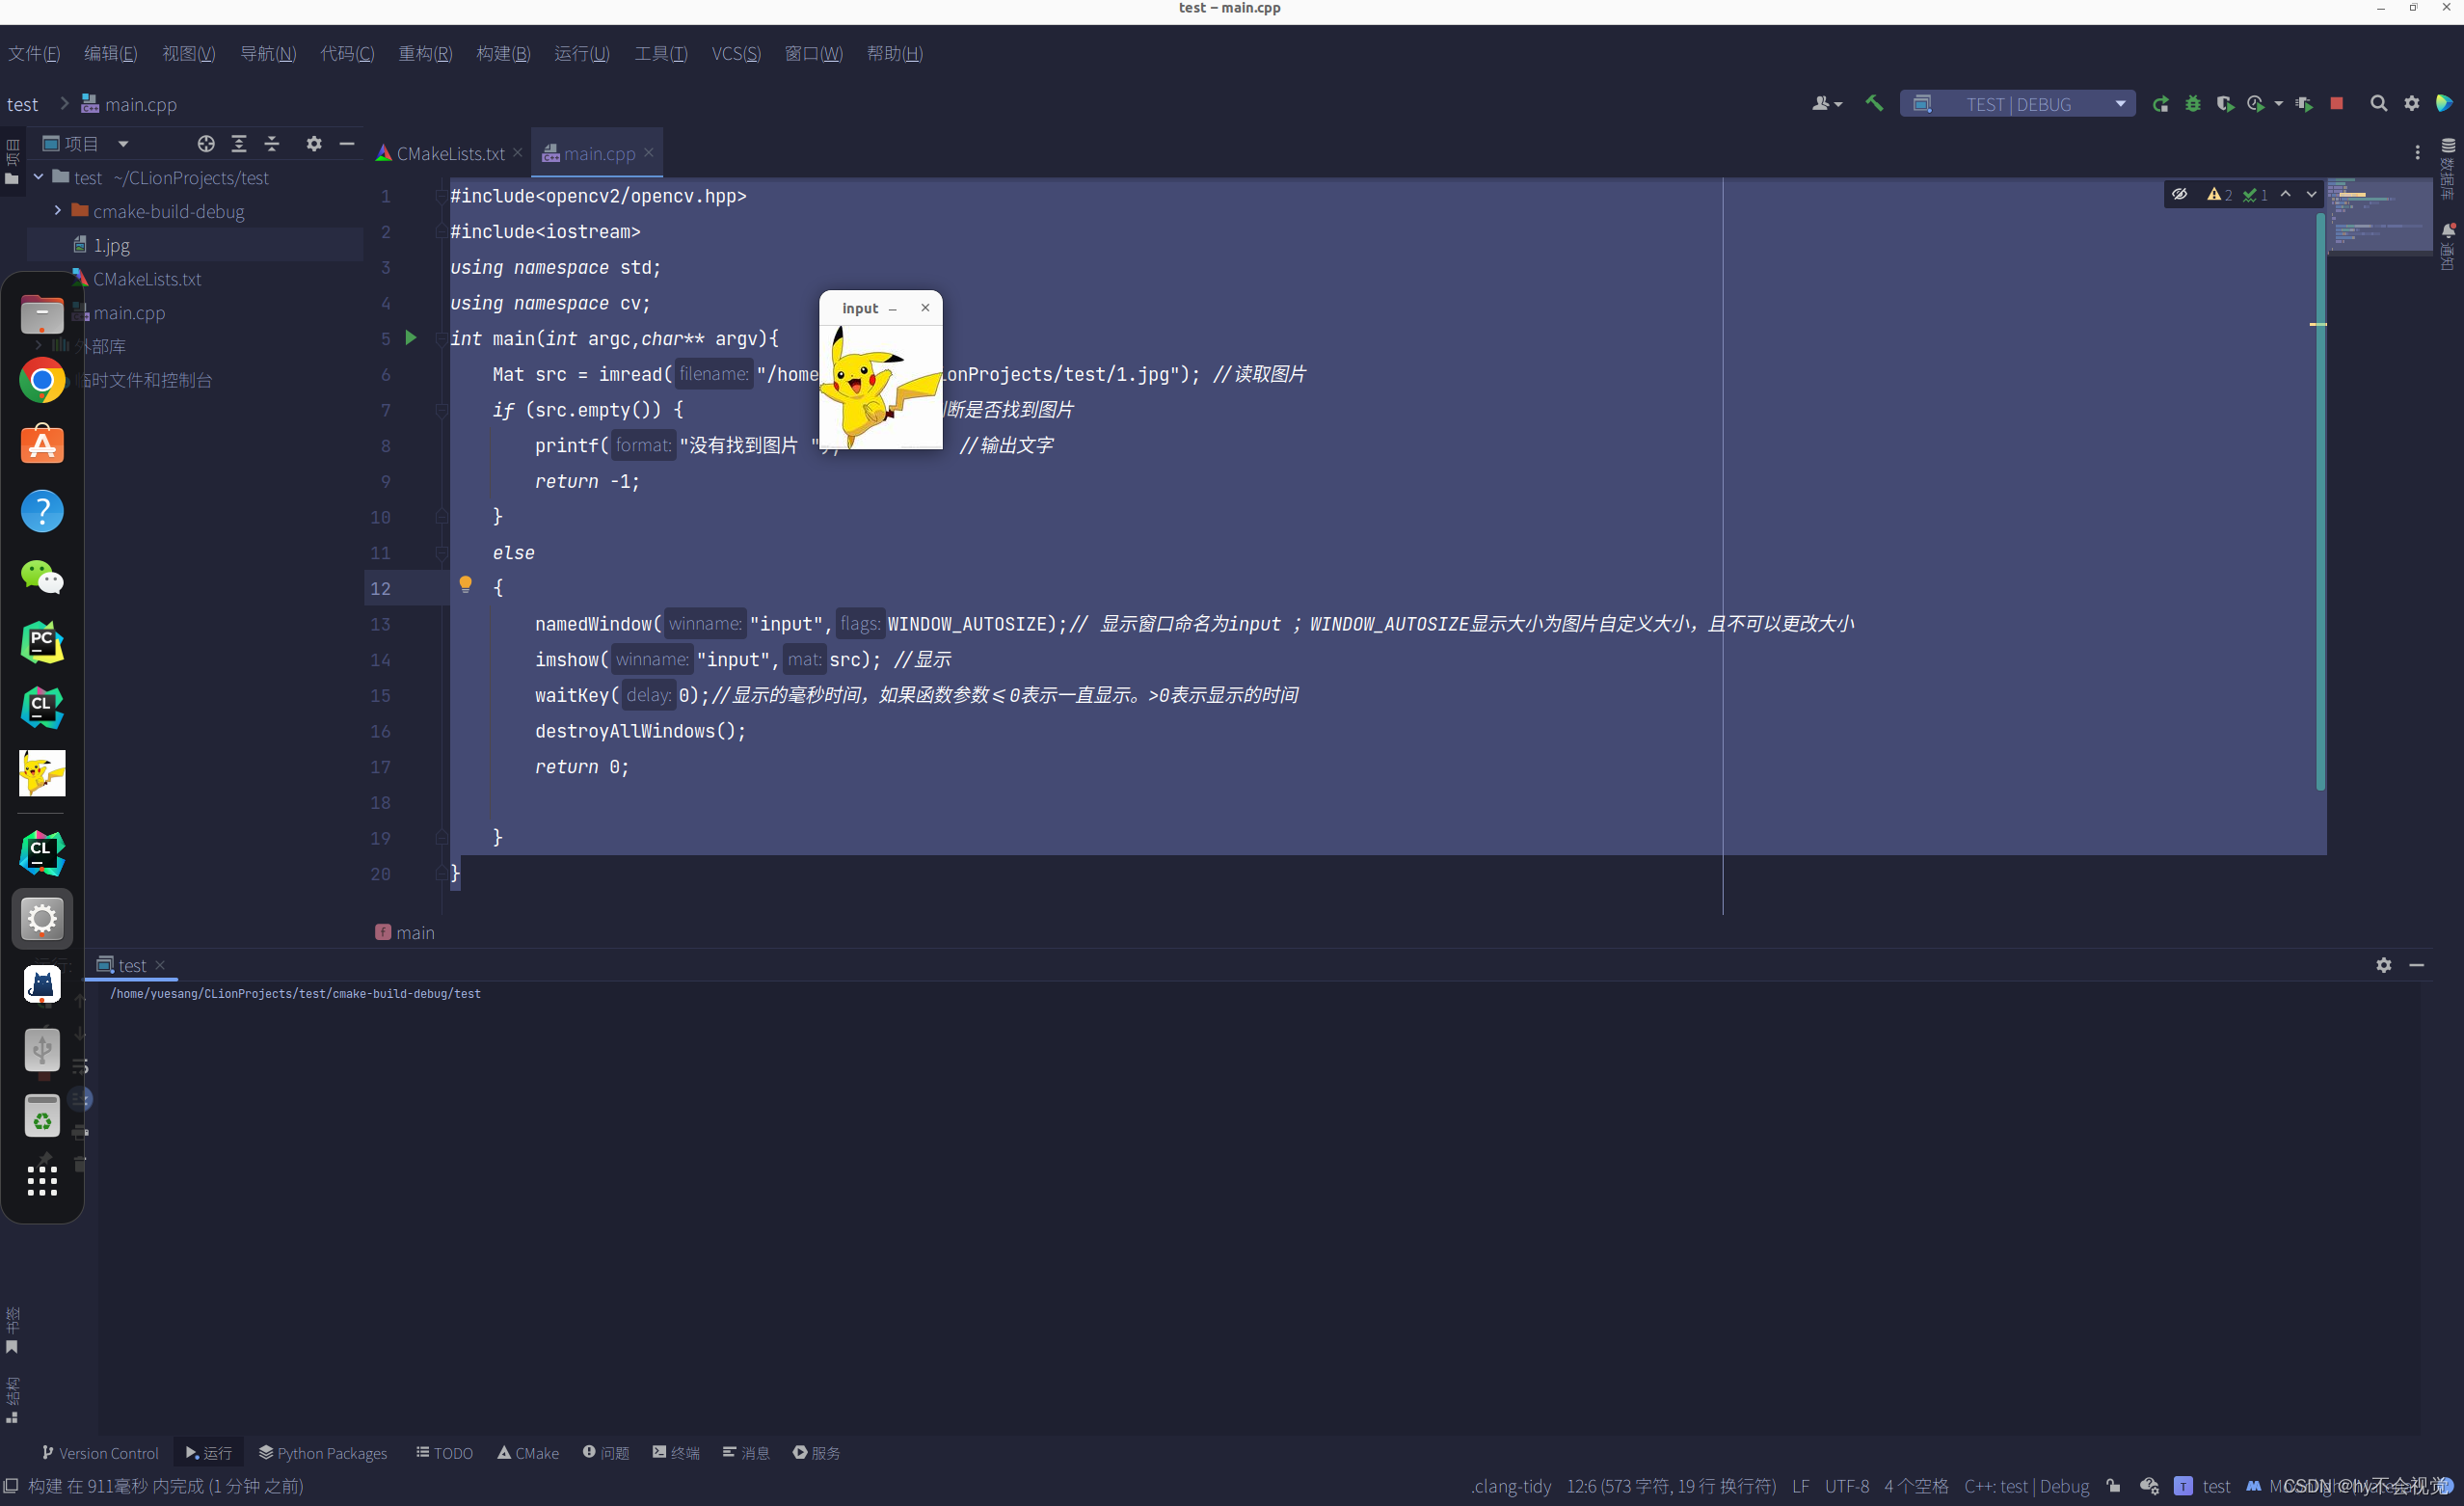 test – main.cpp
文件(F) 编辑(E) 视图(V) 导航(N) 代码(C) 重构(R) 构建(B) 运行(U) 工具(T) VCS(S) 窗口(W) 帮助(H)
test main.cpp TEST | DEBUG
项目 项目
CMakeLists.txt main.cpp
数据库
通知
test ~/CLionProjects/test
cmake-build-debug
1.jpg
CMakeLists.txt
main.cpp
外部库
临时文件和控制台
2 1
1 #include<opencv2/opencv.hpp>
2 #include<iostream>
3 using namespace std;
4 using namespace cv;
input
5 int main(int argc,char** argv){
6 Mat src = imread( filename: "/home onProjects/test/1.jpg"); //读取图片
7 if (src.empty()) { 断是否找到图片
8 printf( format: "没有找到图片 " //输出文字
9 return -1;
10 }
11 else
12 {
13 namedWindow( winname: "input", flags: WINDOW_AUTOSIZE);// 显示窗口命名为input ; WINDOW_AUTOSIZE显示大小为图片自定义大小，且不可以更改大小
14 imshow( winname: "input", mat: src); //显示
15 waitKey( delay: 0);//显示的毫秒时间，如果函数参数≤0表示一直显示。>0表示显示的时间
16 destroyAllWindows();
17 return 0;
18
19 }
20 }
f main
test
/home/yuesang/CLionProjects/test/cmake-build-debug/test
PC
CL
CL
书签
结构
Version Control 运行 Python Packages TODO CMake 问题 终端 消息 服务
构建 在 911毫秒 内完成 (1 分钟 之前)
.clang-tidy 12:6 (573 字符, 19 行 换行符) LF UTF-8 4 个空格 C++: test | Debug T test
CSDN @hy不会视觉